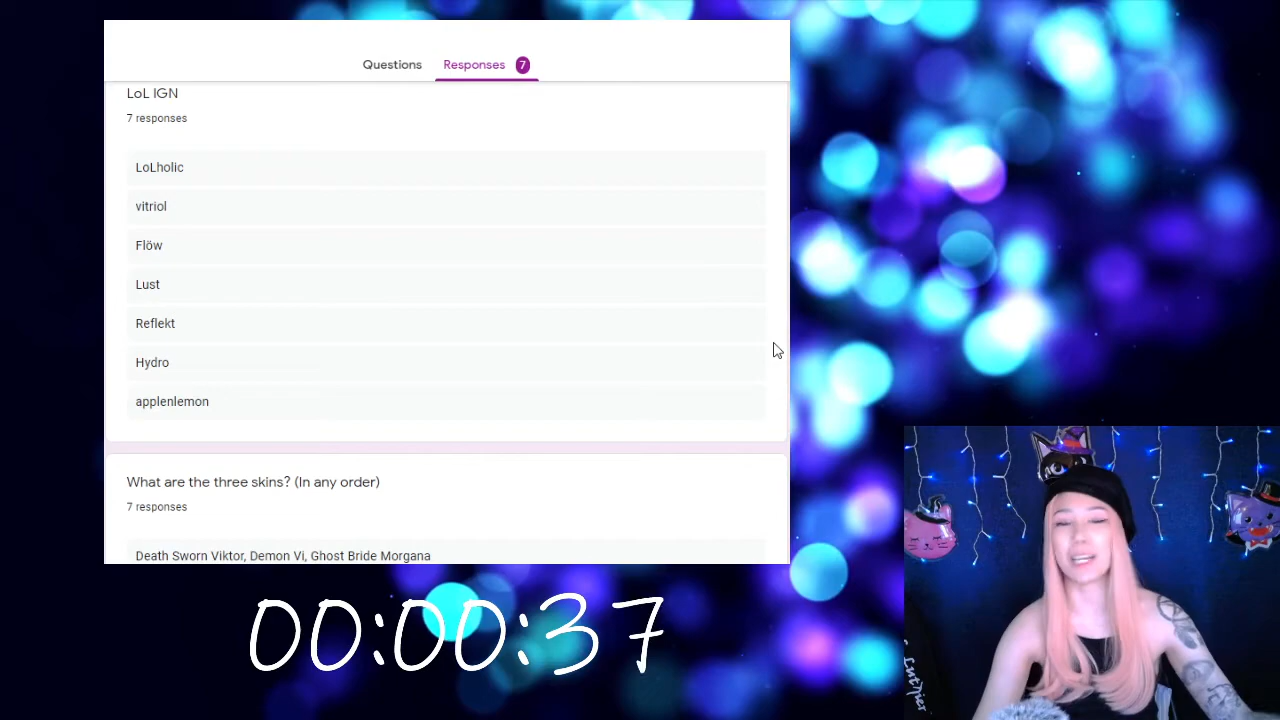 Questions
Responses 7
LoL IGN
7 responses
LoLholic
vitriol
Flöw
Lust
Reflekt
Hydro
applenlemon
What are the three skins? (In any order)
7 responses
Death Sworn Viktor, Demon Vi, Ghost Bride Morgana
00:00:37